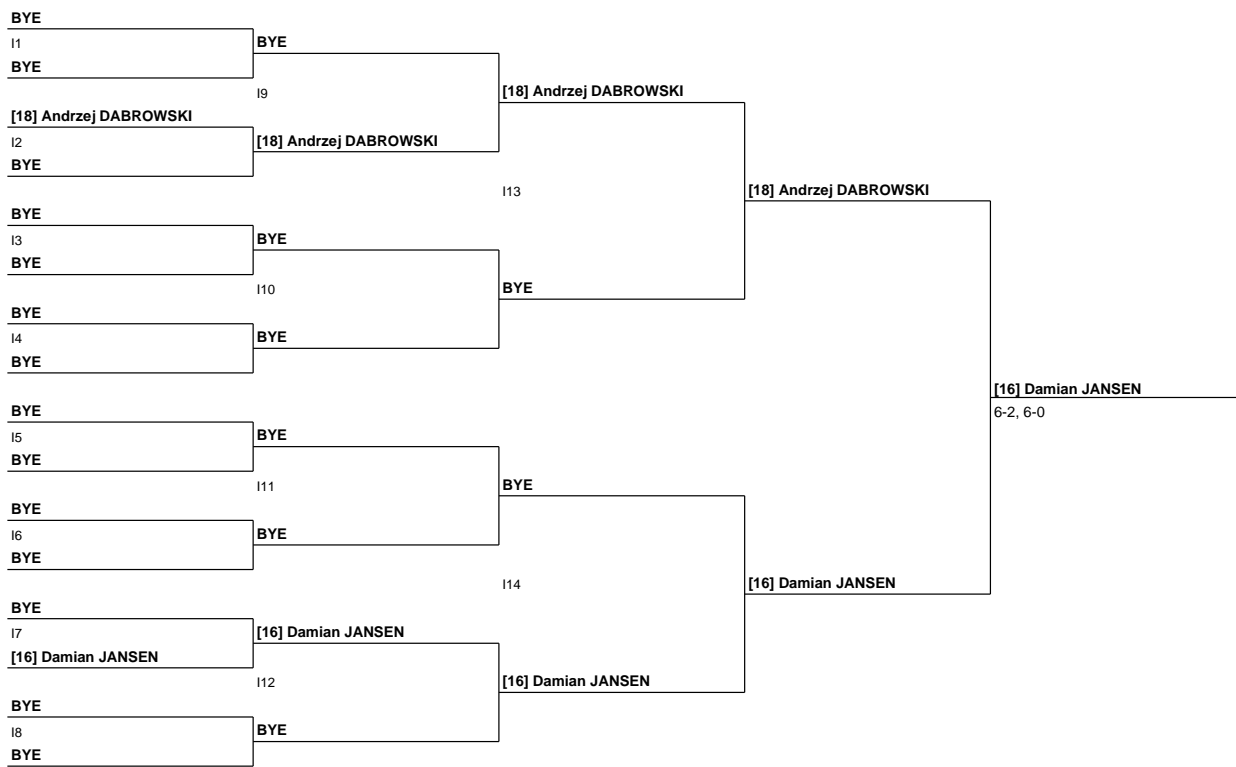 BYE
I1
BYE
BYE
I9
[18] Andrzej DABROWSKI
[18] Andrzej DABROWSKI
I2
[18] Andrzej DABROWSKI
BYE
I13
[18] Andrzej DABROWSKI
BYE
I3
BYE
BYE
I10
BYE
BYE
I4
BYE
BYE
[16] Damian JANSEN
6-2, 6-0
BYE
I5
BYE
BYE
I11
BYE
BYE
I6
BYE
BYE
I14
[16] Damian JANSEN
BYE
I7
[16] Damian JANSEN
[16] Damian JANSEN
I12
[16] Damian JANSEN
BYE
I8
BYE
BYE